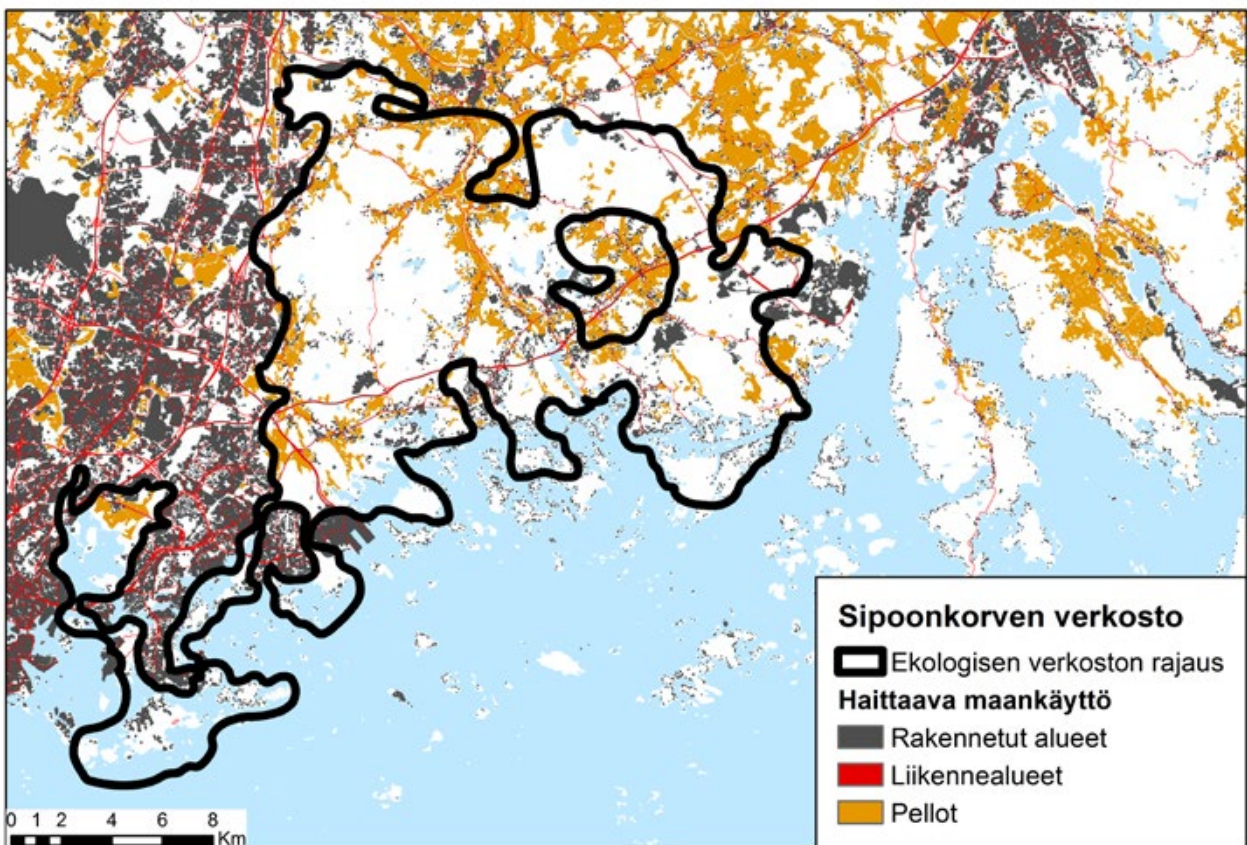 Sipoonkorven verkosto
Ekologisen verkoston rajaus
Haittaava maankäyttö
Rakennetut alueet
Liikennealueet
Pellot
0 1 2 4 6 8
Km